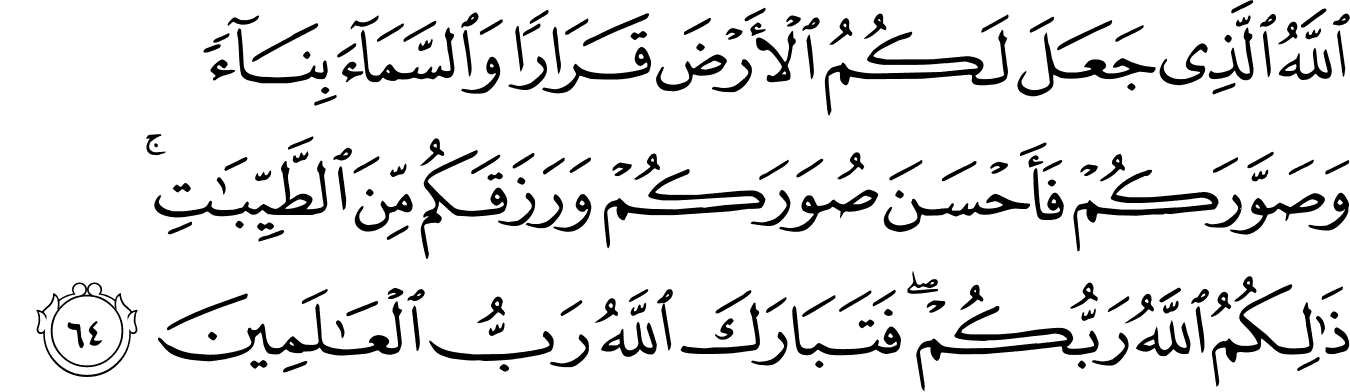 ٱللَّهُ ٱلَّذِى جَعَلَ لَكُمُ ٱلْأَرْضَ قَرَارًا وَٱلسَّمَآءَ بِنَآءً
وَصَوَّرَكُمْ فَأَحْسَنَ صُوَرَكُمْ وَرَزَقَكُم مِّنَ ٱلطَّيِّبَـٰتِ ۚ
ذَٰلِكُمُ ٱللَّهُ رَبُّكُمْ ۖ فَتَبَارَكَ ٱللَّهُ رَبُّ ٱلْعَـٰلَمِينَ ٦٤